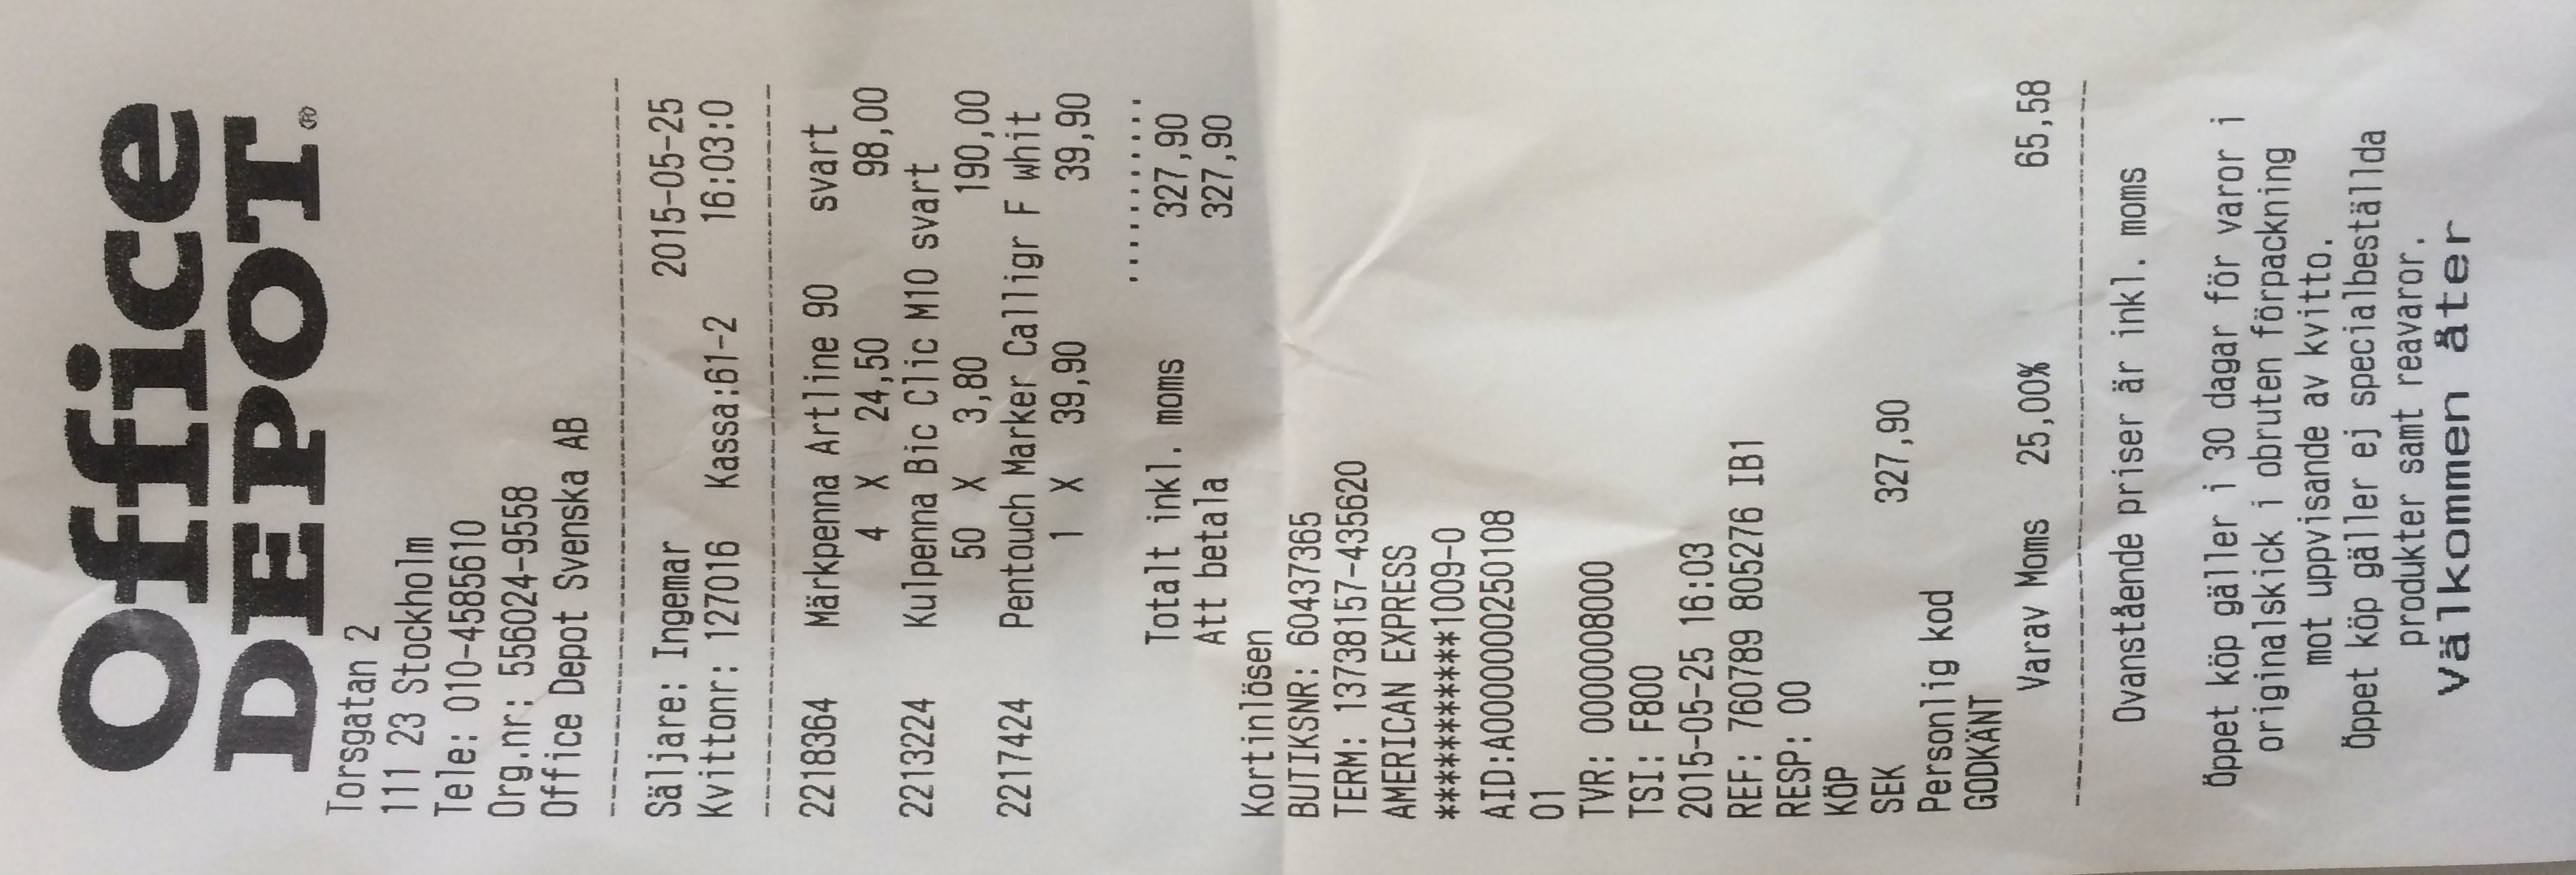 Office
DEPOT®
Torsgatan 2
111 23 Stockholm
Tele: 010-4585610
Org.nr: 556024-9558
Office Depot Svenska AB
Säljare: Ingemar 2015-05-25
Kvittonr: 127016 Kassa:61-2 16:03:0
2218364 Märkpenna Artline 90 svart
4 X 24,50 98,00
2213224 Kulpenna Bic Clic M10 svart
50 X 3,80 190,00
2217424 Pentouch Marker Calligr F whit
1 X 39,90 39,90
...........
Totalt inkl. moms 327,90
Att betala 327,90
Kortinlösen
BUTIKSNR: 60437365
TERM: 13738157-435620
AMERICAN EXPRESS
***********1009-0
AID:A0000000250108
01
TVR: 0000008000
TSI: F800
2015-05-25 16:03
REF: 760789 805276 IB1
RESP: 00
KÖP
SEK 327,90
Personlig kod
GODKÄNT
Varav Moms 25,00% 65,58
Ovanstående priser är inkl. moms
Öppet köp gäller i 30 dagar för varor i
originalskick i obruten förpackning
mot uppvisande av kvitto.
Öppet köp gäller ej specialbeställda
produkter samt reavaror.
Välkommen åter